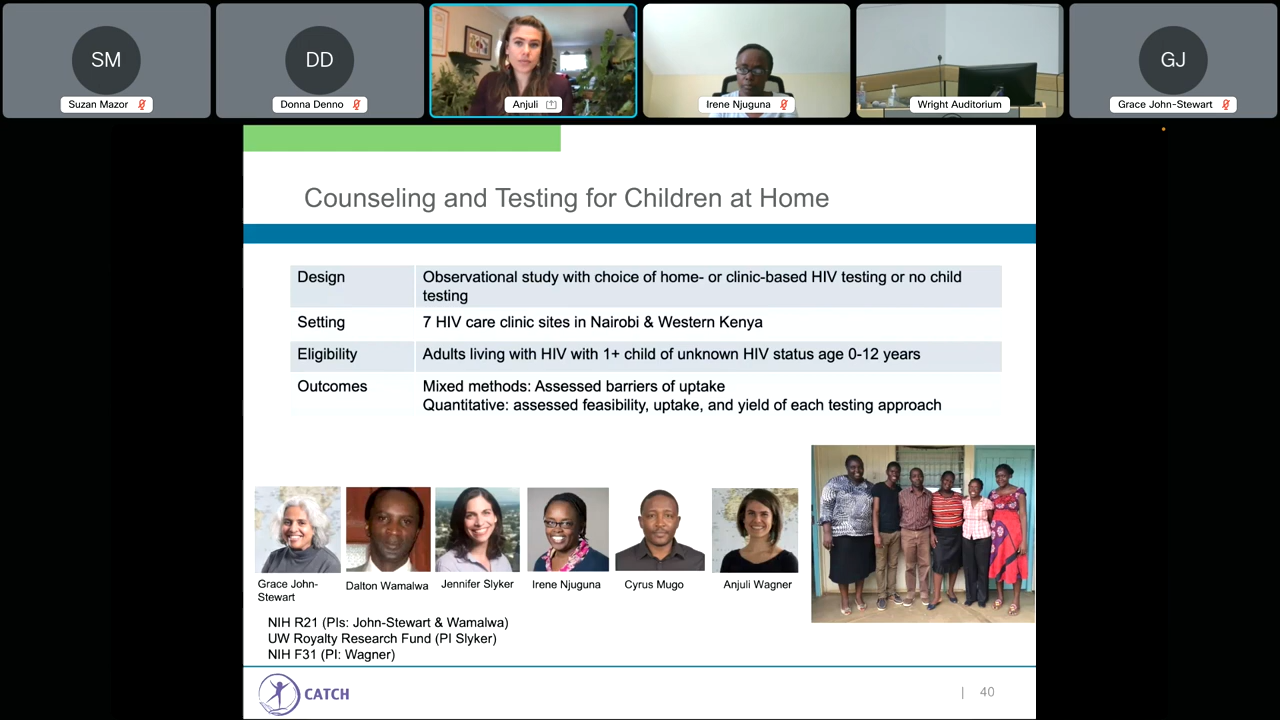 SM
DD
GJ
Suzan Mazor
Donna Denno
Anjuli
Irene Njuguna
Wright Auditorium
Grace John-Stewart
Counseling and Testing for Children at Home
Design
Observational study with choice of home- or clinic-based HIV testing or no child
testing
Setting
7 HIV care clinic sites in Nairobi & Western Kenya
Eligibility
Adults living with HIV with 1+ child of unknown HIV status age 0-12 years
Outcomes
Mixed methods: Assessed barriers of uptake
Quantitative: assessed feasibility, uptake, and yield of each testing approach
Grace John-
Stewart
Dalton Wamalwa
Jennifer Slyker
Irene Njuguna
Cyrus Mugo
Anjuli Wagner
NIH R21 (PIs: John-Stewart & Wamalwa)
UW Royalty Research Fund (PI Slyker)
NIH F31 (PI: Wagner)
CATCH
| 40